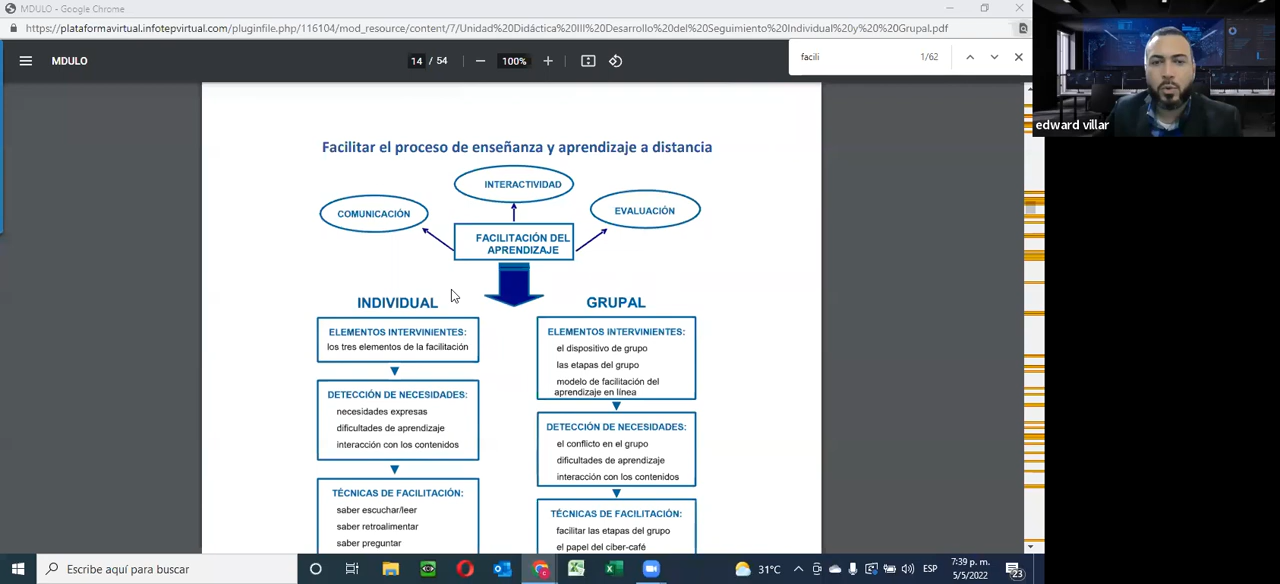 MDULO - Google Chrome
https://plataformavirtual.infotepvirtual.com/pluginfile.php/116104/mod_resource/content/7/Unidad%20Didáctica%20III%20Desarrollo%20del%20Seguimiento%20Individual%20y%20%20Grupal.pdf
MDULO
14 / 54
100%
facili
1/62
edward villar
Facilitar el proceso de enseñanza y aprendizaje a distancia
INTERACTIVIDAD
COMUNICACIÓN
EVALUACIÓN
FACILITACIÓN DEL
APRENDIZAJE
INDIVIDUAL
ELEMENTOS INTERVINIENTES:
los tres elementos de la facilitación
DETECCIÓN DE NECESIDADES:
necesidades expresas
dificultades de aprendizaje
interacción con los contenidos
TÉCNICAS DE FACILITACIÓN:
saber escuchar/leer
saber retroalimentar
saber preguntar
GRUPAL
ELEMENTOS INTERVINIENTES:
el dispositivo de grupo
las etapas del grupo
modelo de facilitación del
aprendizaje en línea
DETECCIÓN DE NECESIDADES:
el conflicto en el grupo
dificultades de aprendizaje
interacción con los contenidos
TÉCNICAS DE FACILITACIÓN:
facilitar las etapas del grupo
el papel del ciber-café
Escribe aquí para buscar
31°C
ESP
7:39 p. m.
5/5/2022
23